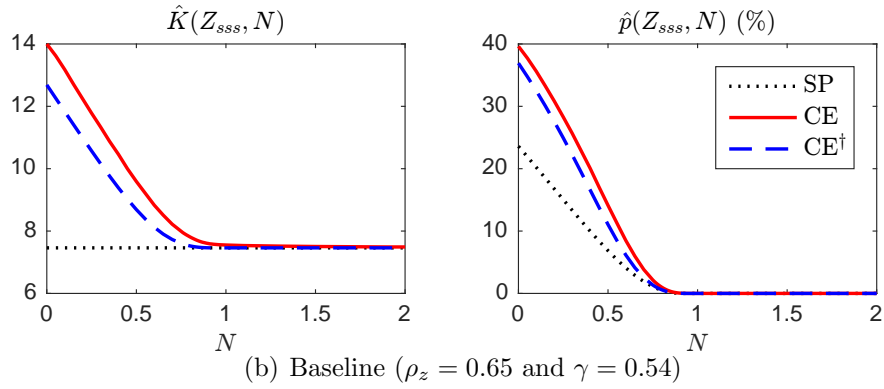 K̂(Z_sss, N)
14
12
10
8
6
0 0.5 1 1.5 2
N
p̂(Z_sss, N) (%)
40
30
20
10
0
0 0.5 1 1.5 2
N
SP
CE
CE†
(b) Baseline (ρ_z = 0.65 and γ = 0.54)